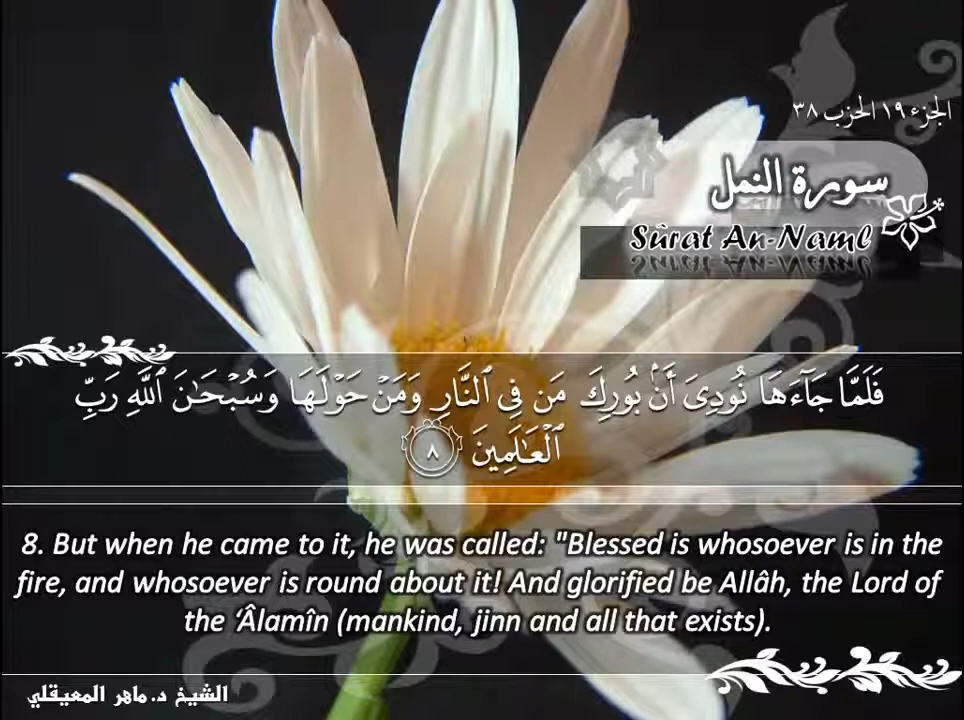 الجزء ١٩ الحزب ٣٨
سورة النمل
Sûrat An-Naml
فَلَمَّا جَآءَهَا نُودِىَ أَنۢ بُورِكَ مَن فِى ٱلنَّارِ وَمَنْ حَوْلَهَا وَسُبْحَـٰنَ ٱللَّهِ رَبِّ
ٱلْعَـٰلَمِينَ ٨
8. But when he came to it, he was called: "Blessed is whosoever is in the
fire, and whosoever is round about it! And glorified be Allâh, the Lord of
the 'Âlamîn (mankind, jinn and all that exists).
الشيخ د. ماهر المعيقلي